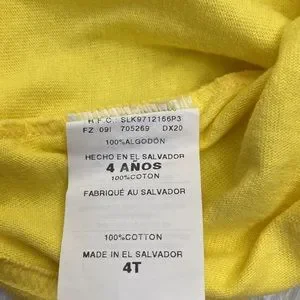 R.F.C.: SLK9712156P3
FZ 09I 705269 DX20
100%ALGODÓN
HECHO EN EL SALVADOR
4 AÑOS
100%COTON
FABRIQUÉ AU SALVADOR
100%COTTON
MADE IN EL SALVADOR
4T